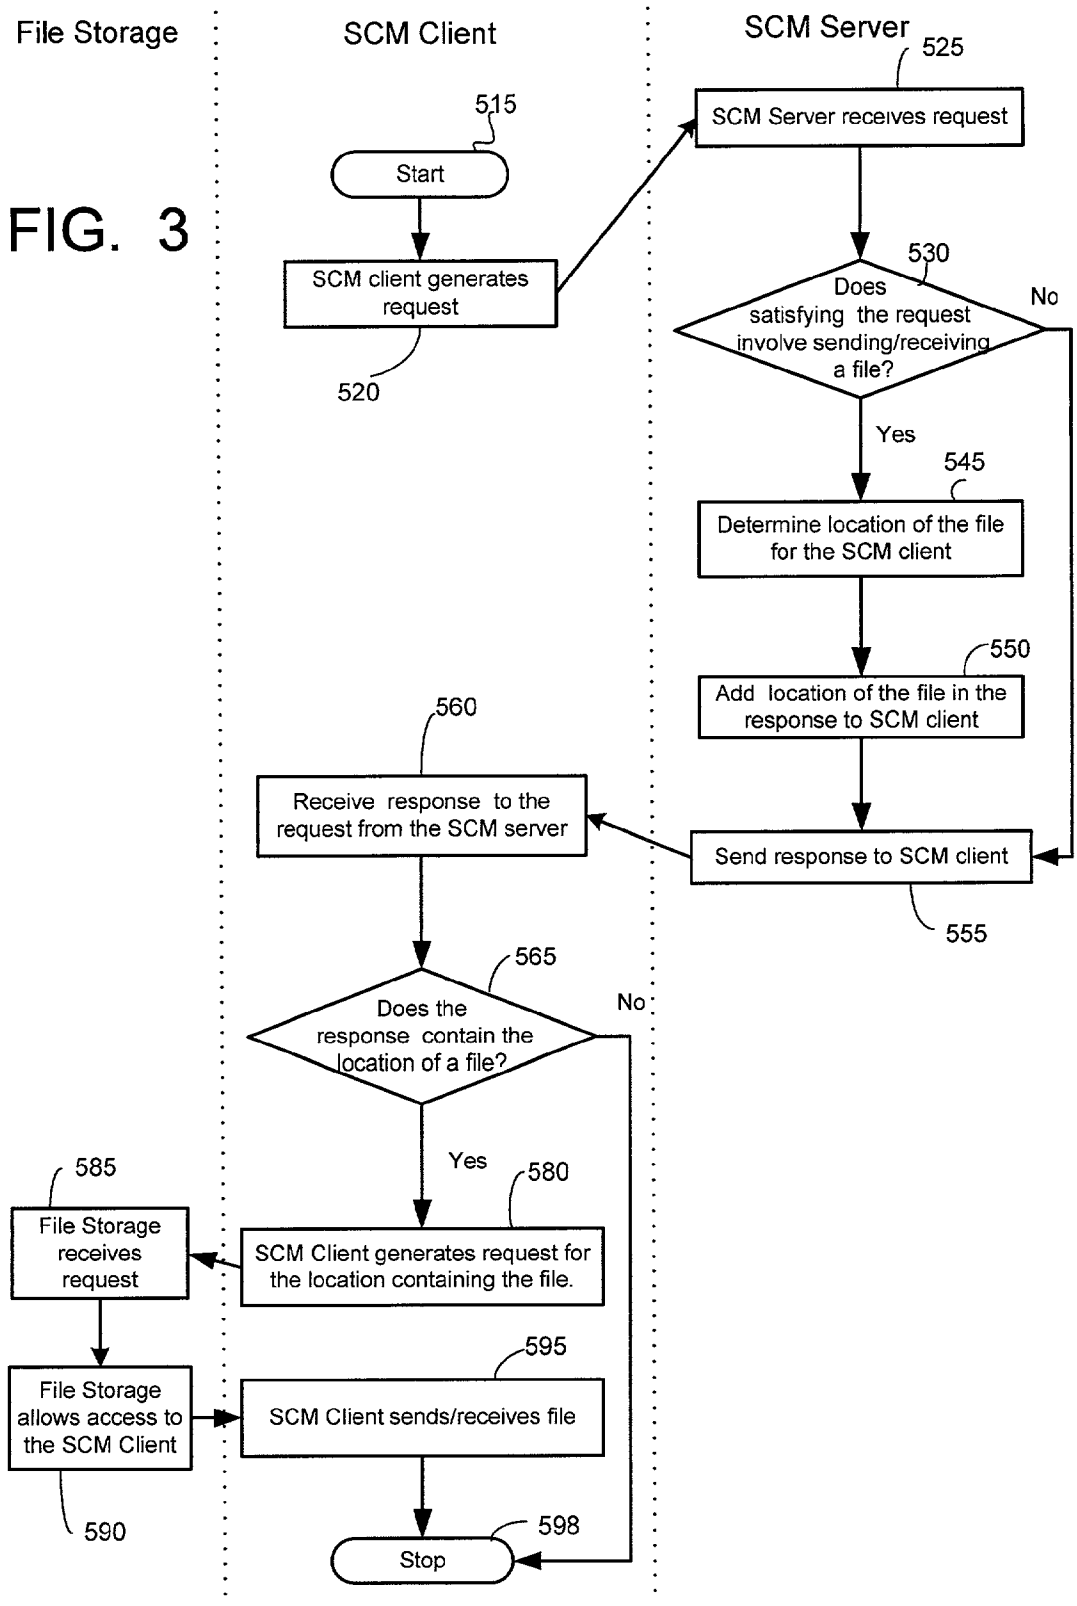 File Storage
SCM Client
SCM Server
525
SCM Server receives request
515
Start
FIG. 3
SCM client generates
request
520
530
Does
satisfying the request
involve sending/receiving
a file?
No
Yes
545
Determine location of the file
for the SCM client
550
Add location of the file in the
response to SCM client
560
Receive response to the
request from the SCM server
Send response to SCM client
555
565
Does the
response contain the
location of a file?
No
Yes
580
585
File Storage
receives
request
SCM Client generates request for
the location containing the file.
595
File Storage
allows access to
the SCM Client
SCM Client sends/receives file
590
598
Stop